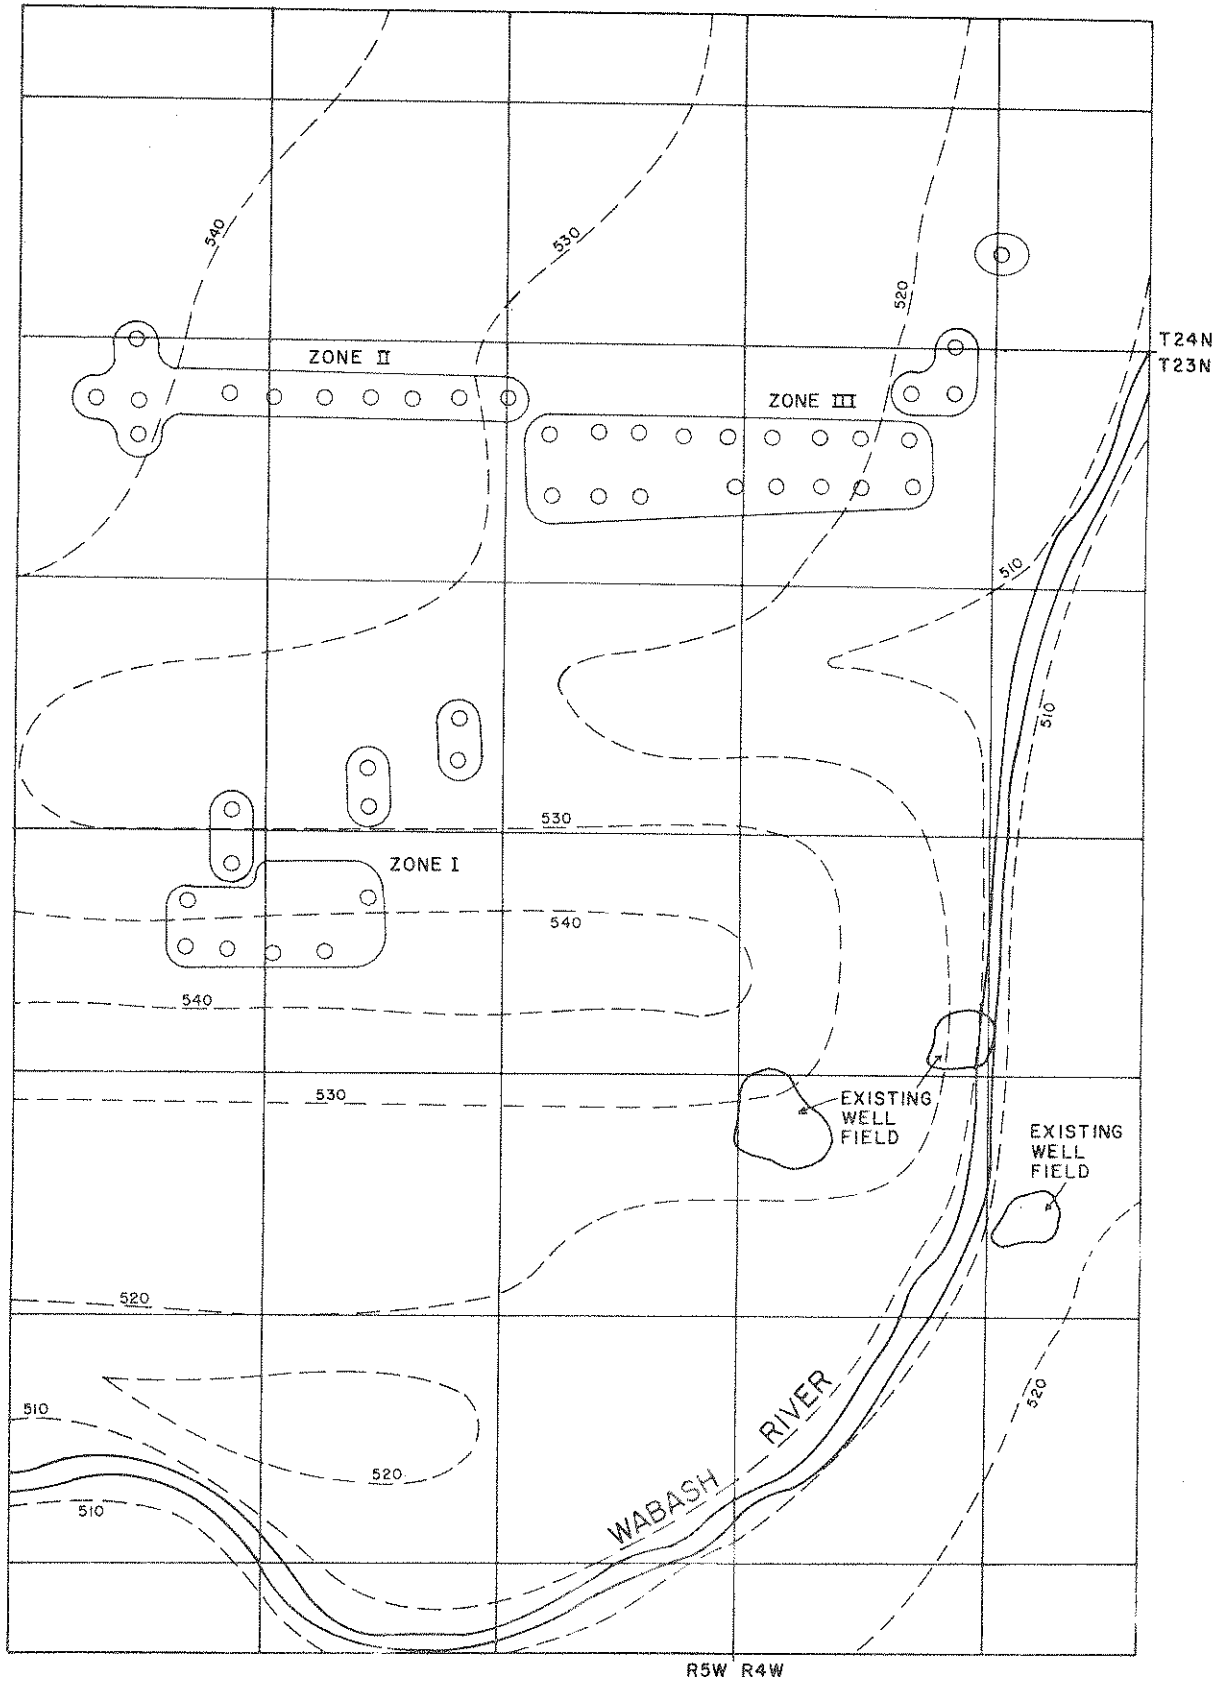 540
530
520
T24N
T23N
ZONE II
ZONE III
510
510
530
ZONE I
540
540
530
EXISTING
WELL
FIELD
EXISTING
WELL
FIELD
520
520
510
520
510
WABASH RIVER
R5W R4W